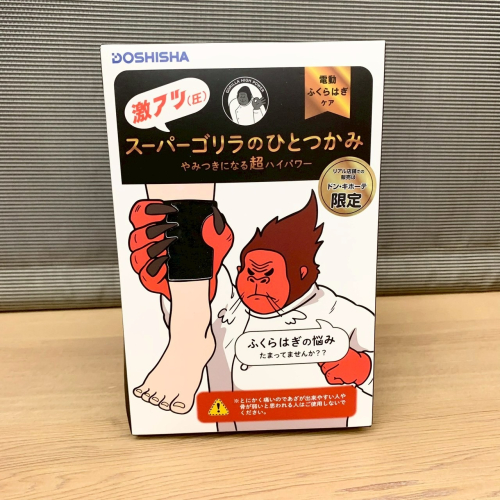 DOSHISHA
GORILLA HIGH POWER
電動
ふくらはぎ
ケア
激アツ(圧)
スーパーゴリラのひとつかみ
やみつきになる超ハイパワー
リアル店舗での
販売は
ドン・キホーテ
限定
ふくらはぎの悩み
たまってませんか??
※とにかく痛いのであざが出来やすい人や
骨が弱いと思われる人はご使用しないで
ください。